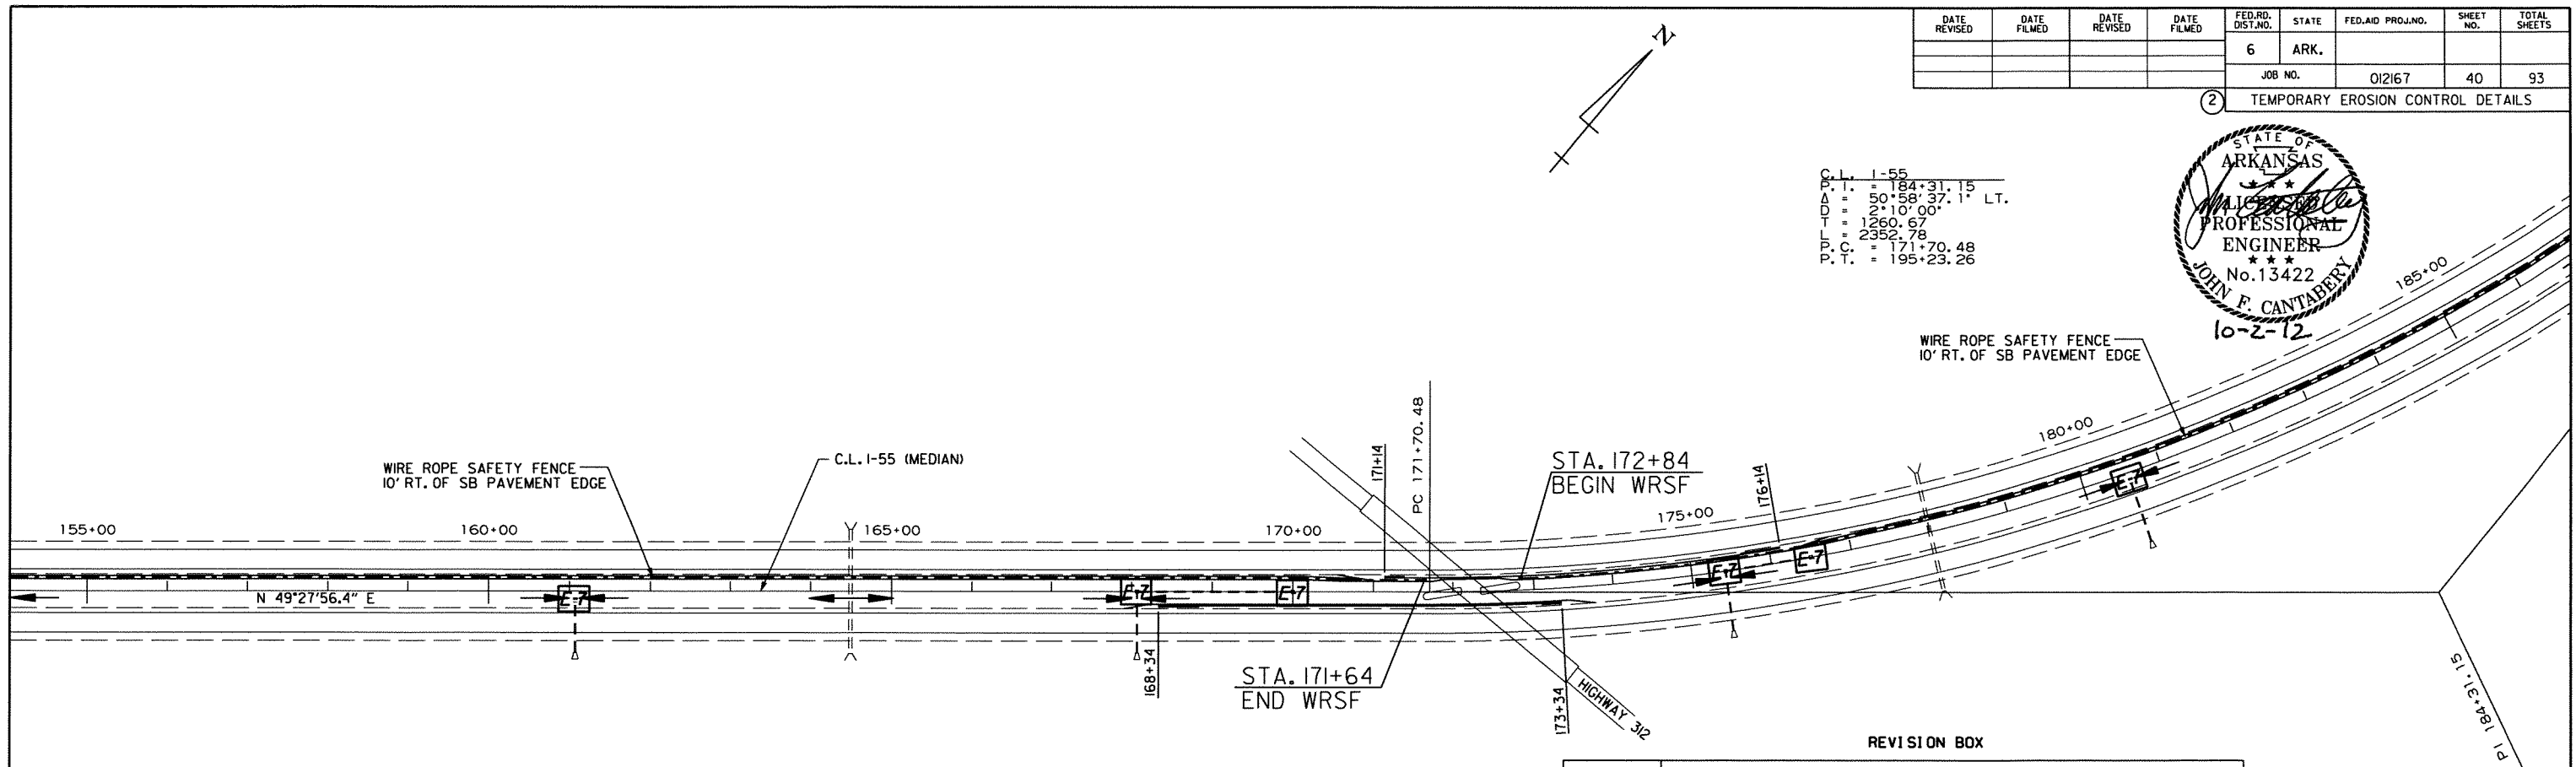 DATE REVISED
DATE FILMED
DATE REVISED
DATE FILMED
FED.RD. DIST.NO.
STATE
FED.AID PROJ.NO.
SHEET NO.
TOTAL SHEETS
6
ARK.
JOB NO.
012167
40
93
2
TEMPORARY EROSION CONTROL DETAILS
N
C.L. I-55
P.I. = 184+31.15
Δ = 50°58'37.1" LT.
D = 2°10'00"
T = 1260.67
L = 2352.78
P.C. = 171+70.48
P.T. = 195+23.26
STATE OF
ARKANSAS
LICENSED
PROFESSIONAL
ENGINEER
No.13422
JOHN F. CANTABERY
10-2-12
185+00
WIRE ROPE SAFETY FENCE
10' RT. OF SB PAVEMENT EDGE
180+00
PC 171+70.48
171+14
STA. 172+84
BEGIN WRSF
176+14
175+00
WIRE ROPE SAFETY FENCE
10' RT. OF SB PAVEMENT EDGE
C.L. I-55 (MEDIAN)
155+00
160+00
165+00
170+00
N 49°27'56.4" E
E-7
E-7
E-7
E-7
E-7
E-7
168+34
STA. 171+64
END WRSF
173+34
HIGHWAY 312
PI 184+31.15
REVISION BOX